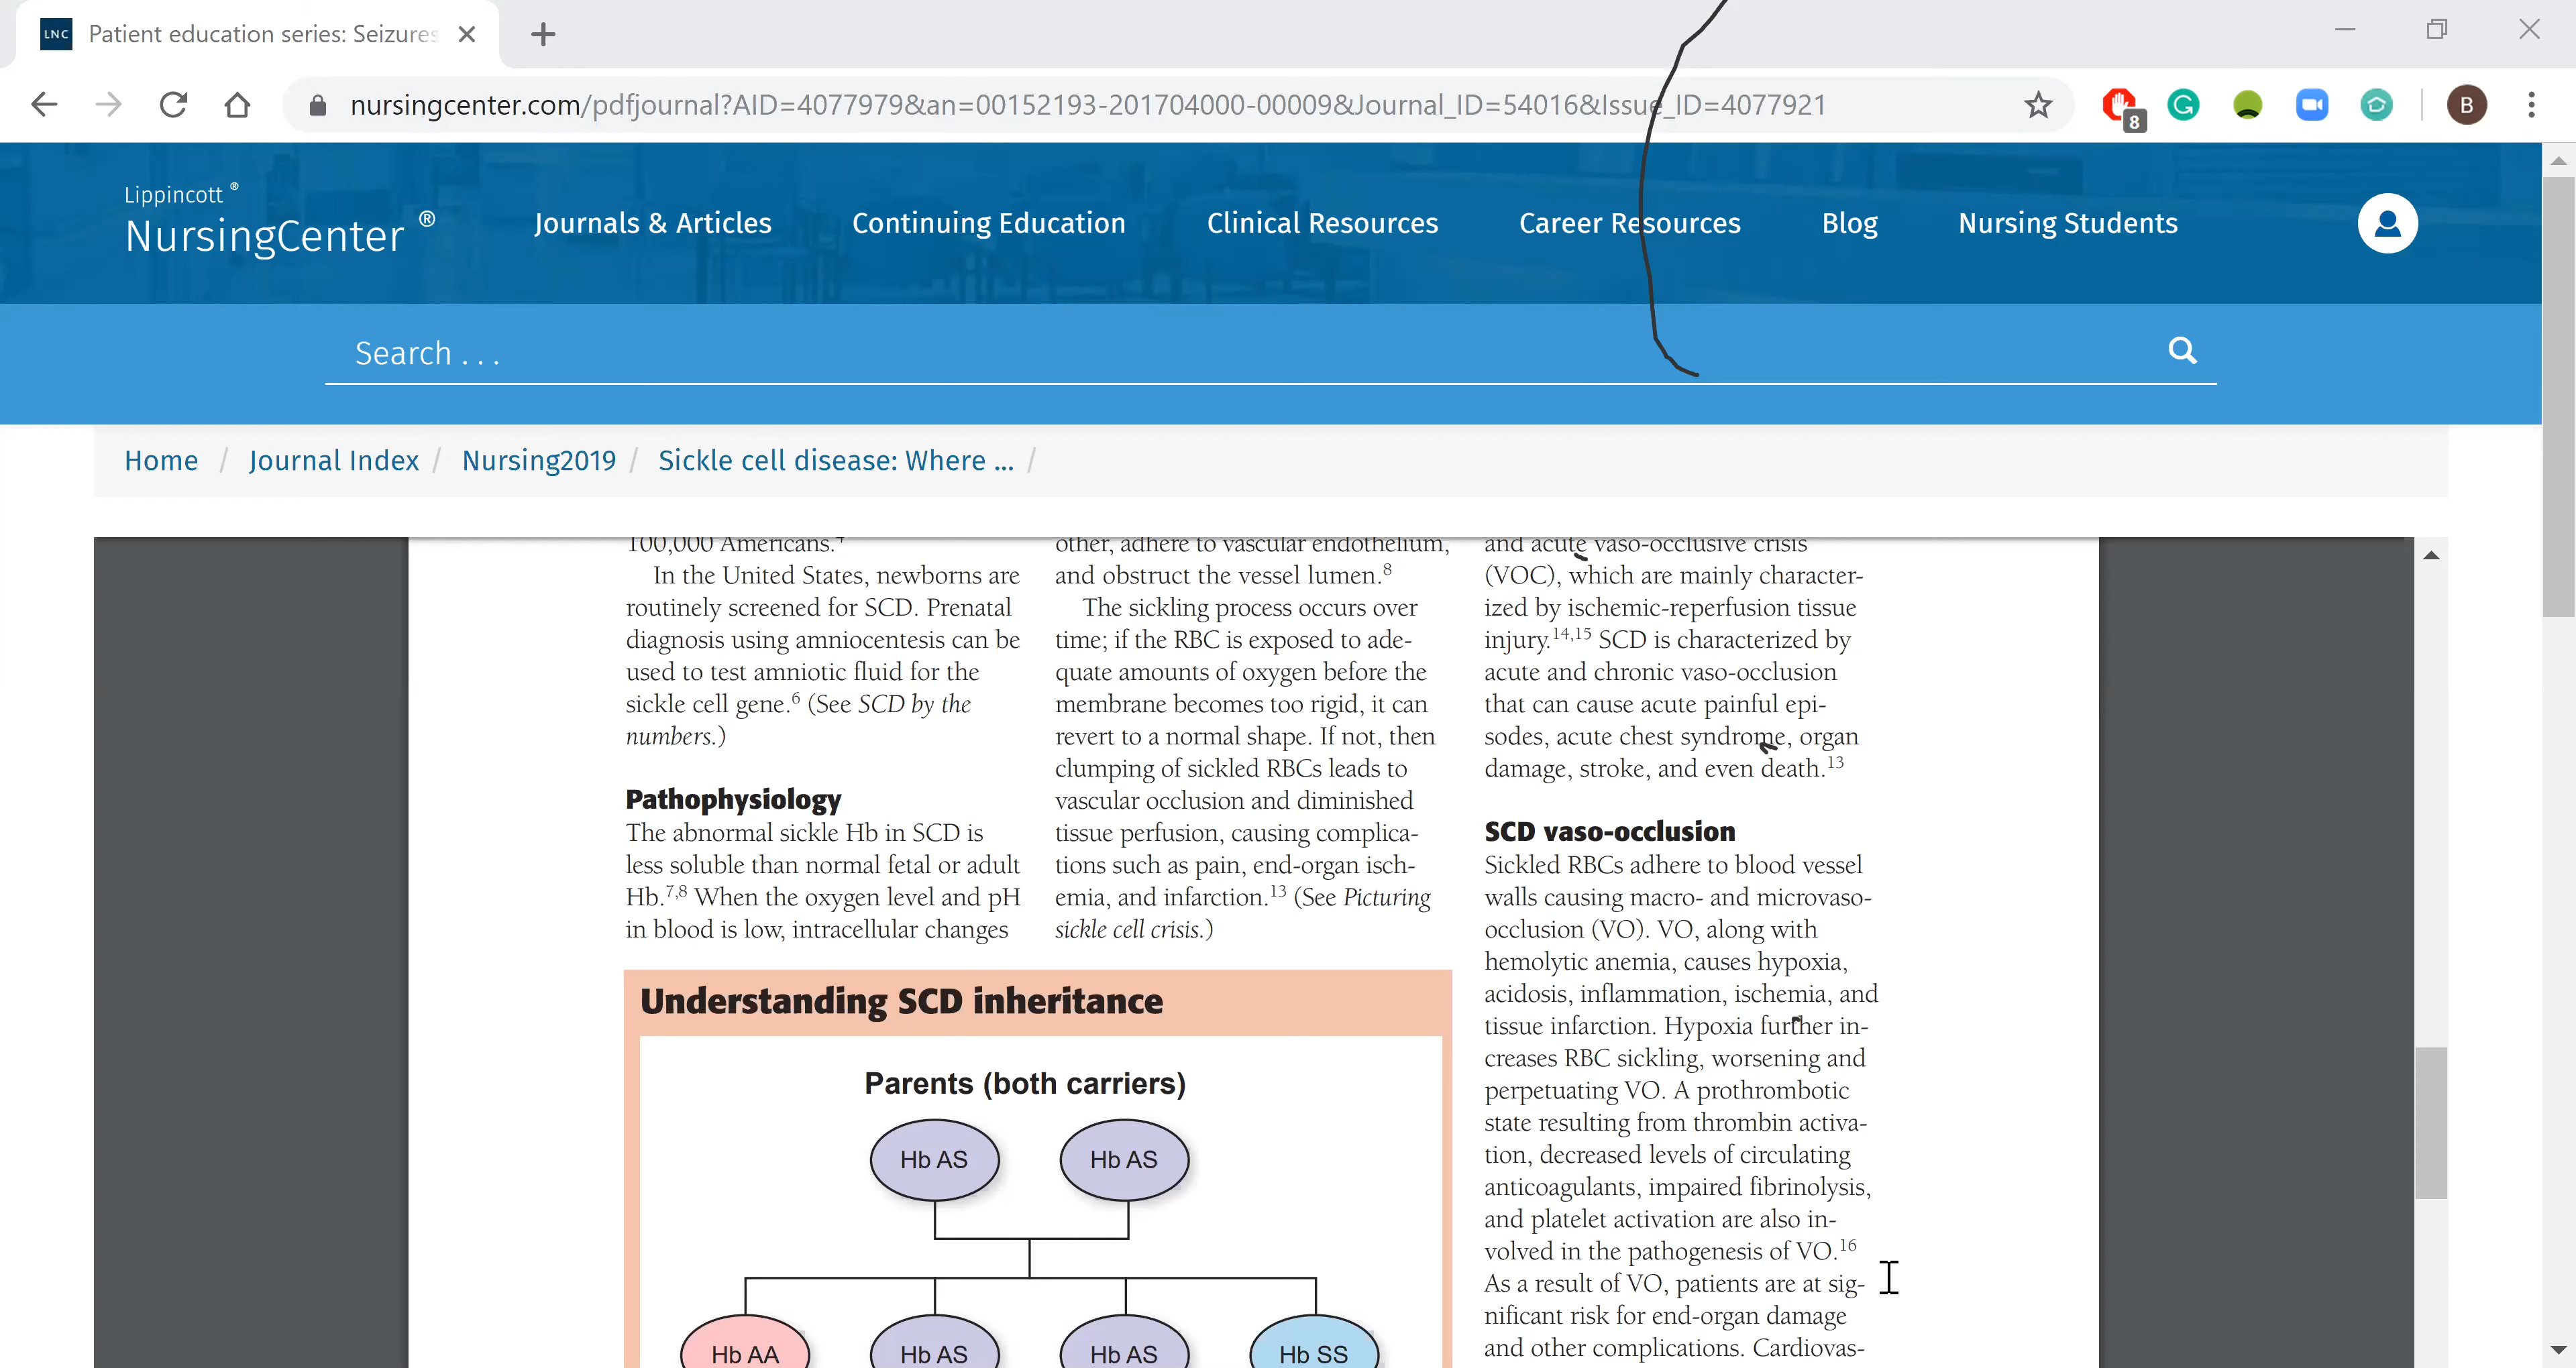 LNC Patient education series: Seizures
nursingcenter.com/pdfjournal?AID=4077979&an=00152193-201704000-00009&Journal_ID=54016&Issue_ID=4077921
8
B
Lippincott ®
NursingCenter ®
Journals & Articles
Continuing Education
Clinical Resources
Career Resources
Blog
Nursing Students
Search . . .
Home / Journal Index / Nursing2019 / Sickle cell disease: Where ... /
100,000 Americans.4
In the United States, newborns are
routinely screened for SCD. Prenatal
diagnosis using amniocentesis can be
used to test amniotic fluid for the
sickle cell gene.6 (See SCD by the
numbers.)
Pathophysiology
The abnormal sickle Hb in SCD is
less soluble than normal fetal or adult
Hb.7,8 When the oxygen level and pH
in blood is low, intracellular changes
other, adhere to vascular endothelium,
and obstruct the vessel lumen.8
The sickling process occurs over
time; if the RBC is exposed to ade-
quate amounts of oxygen before the
membrane becomes too rigid, it can
revert to a normal shape. If not, then
clumping of sickled RBCs leads to
vascular occlusion and diminished
tissue perfusion, causing complica-
tions such as pain, end-organ isch-
emia, and infarction.13 (See Picturing
sickle cell crisis.)
and acute vaso-occlusive crisis
(VOC), which are mainly character-
ized by ischemic-reperfusion tissue
injury.14,15 SCD is characterized by
acute and chronic vaso-occlusion
that can cause acute painful epi-
sodes, acute chest syndrome, organ
damage, stroke, and even death.13
SCD vaso-occlusion
Sickled RBCs adhere to blood vessel
walls causing macro- and microvaso-
occlusion (VO). VO, along with
hemolytic anemia, causes hypoxia,
acidosis, inflammation, ischemia, and
tissue infarction. Hypoxia further in-
creases RBC sickling, worsening and
perpetuating VO. A prothrombotic
state resulting from thrombin activa-
tion, decreased levels of circulating
anticoagulants, impaired fibrinolysis,
and platelet activation are also in-
volved in the pathogenesis of VO.16
As a result of VO, patients are at sig-
nificant risk for end-organ damage
and other complications. Cardiovas-
Understanding SCD inheritance
Parents (both carriers)
Hb AS
Hb AS
Hb AA
Hb AS
Hb AS
Hb SS